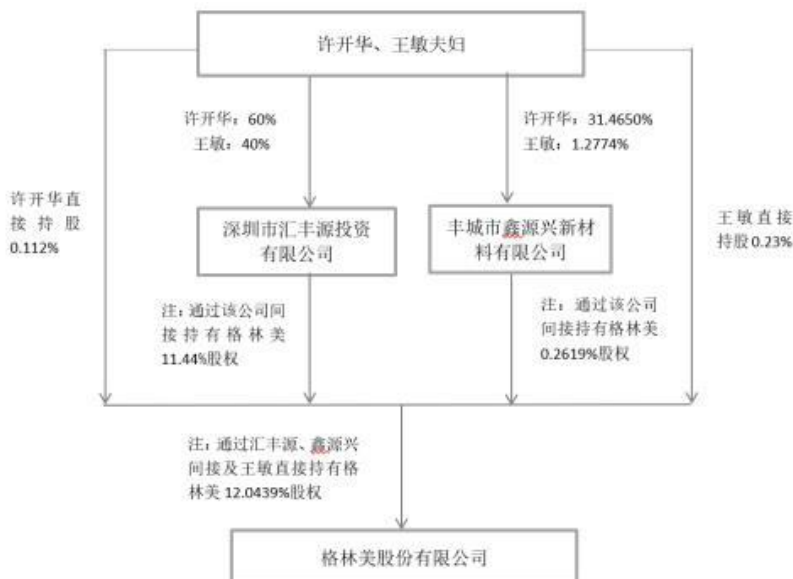 许开华、王敏夫妇
许开华：60%
王敏：40%
许开华：31.4650%
王敏：1.2774%
许开华直
接持股
0.112%
深圳市汇丰源投资
有限公司
丰城市鑫源兴新材
料有限公司
王敏直接
持股 0.23%
注：通过该公司间
接持有格林美
11.44%股权
注：通过该公司
间接持有格林美
0.2619%股权
注：通过汇丰源、鑫源兴
间接及王敏直接持有格
林美 12.0439%股权
格林美股份有限公司